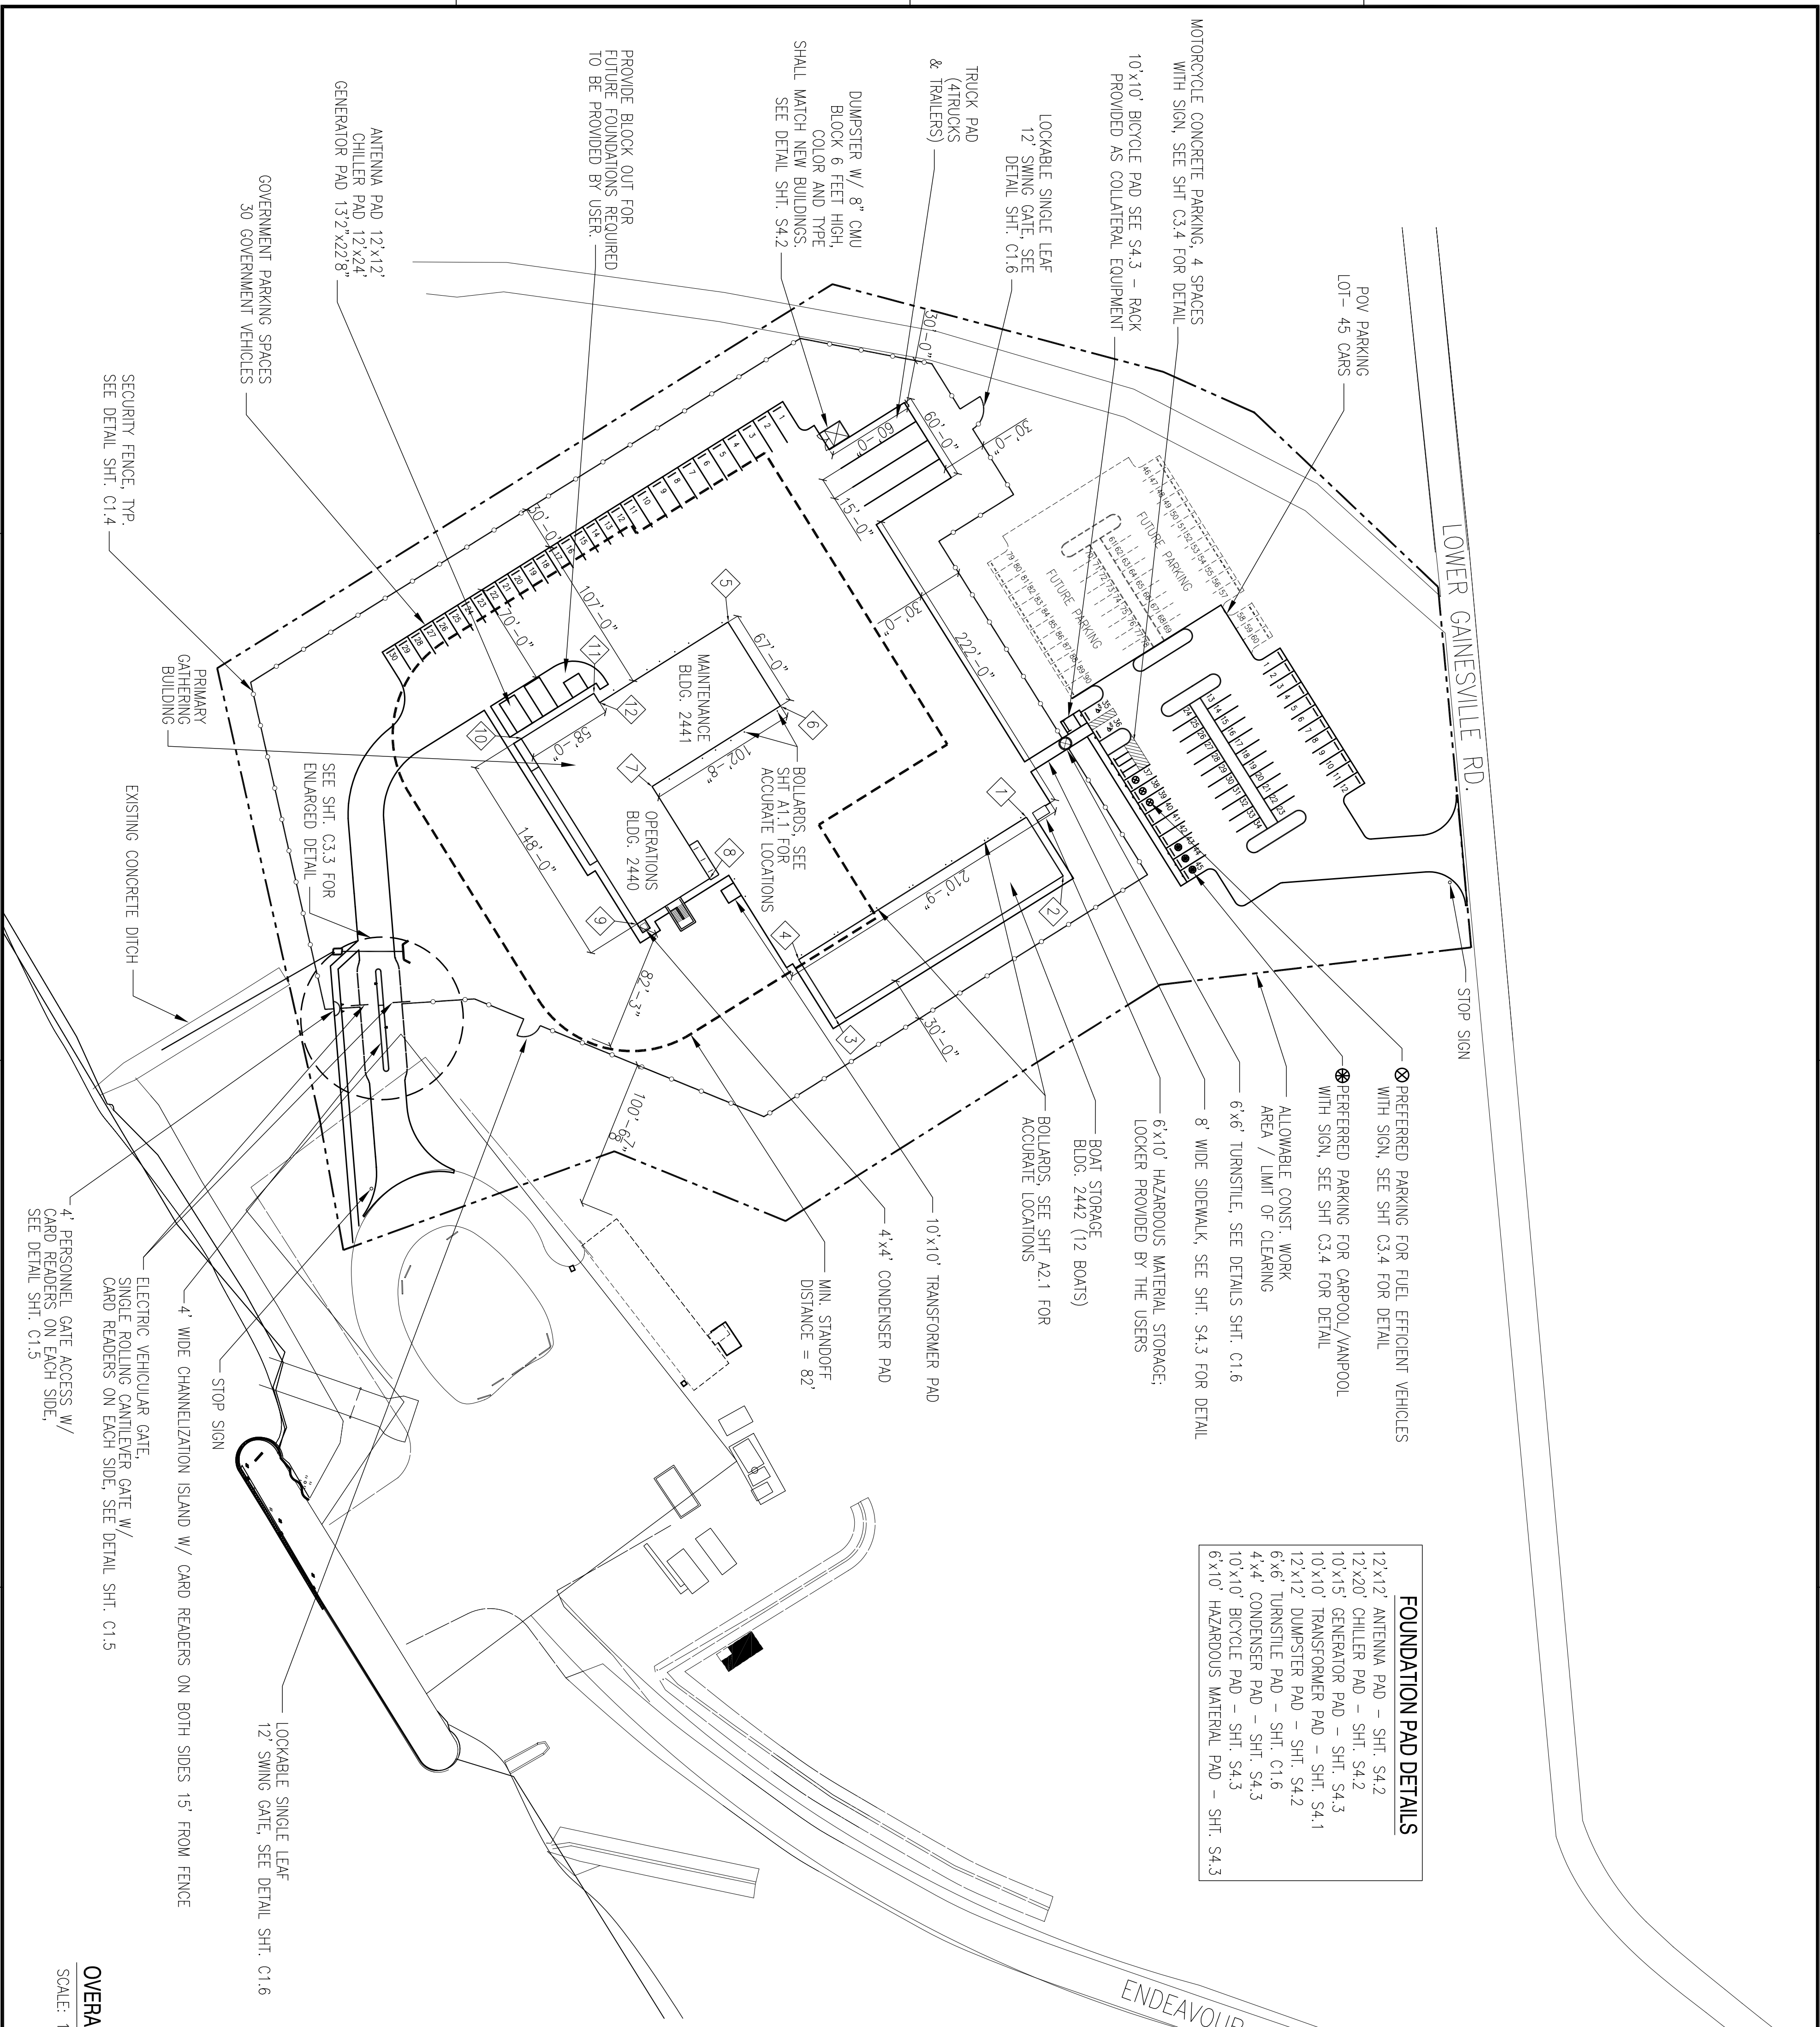 LOWER GAINESVILLE RD.
ENDEAVOUR
STOP SIGN
POV PARKING
LOT- 45 CARS
MOTORCYCLE CONCRETE PARKING, 4 SPACES
WITH SIGN, SEE SHT C3.4 FOR DETAIL
10'x10' BICYCLE PAD SEE S4.3 - RACK
PROVIDED AS COLLATERAL EQUIPMENT
LOCKABLE SINGLE LEAF
12' SWING GATE, SEE
DETAIL SHT. C1.6
TRUCK PAD
(4TRUCKS
& TRAILERS)
DUMPSTER W/ 8" CMU
BLOCK 6 FEET HIGH,
COLOR AND TYPE
SHALL MATCH NEW BUILDINGS.
SEE DETAIL SHT. S4.2
PROVIDE BLOCK OUT FOR
FUTURE FOUNDATIONS REQUIRED
TO BE PROVIDED BY USER.
ANTENNA PAD 12'x12'
CHILLER PAD 12'x24'
GENERATOR PAD 13'2"x22'8"
GOVERNMENT PARKING SPACES
30 GOVERNMENT VEHICLES
SECURITY FENCE, TYP.
SEE DETAIL SHT. C1.4
PRIMARY
GATHERING
BUILDING
SEE SHT. C3.3 FOR
ENLARGED DETAIL
EXISTING CONCRETE DITCH
FUTURE PARKING
FUTURE PARKING
MAINTENANCE
BLDG. 2441
OPERATIONS
BLDG. 2440
BOLLARDS, SEE
SHT A1.1 FOR
ACCURATE LOCATIONS
30'-0"
60'-0"
60'-0"
30'-0"
15'-0"
30'-0"
222'-0"
30'-0"
107'-0"
70'-0"
67'-0"
102'-8"
58'-0"
148'-0"
210'-9"
30'-0"
82'-3"
100'-6 7/8"
1
2
3
4
5
6
7
8
9
10
11
12
PREFERRED PARKING FOR FUEL EFFICIENT VEHICLES
WITH SIGN, SEE SHT C3.4 FOR DETAIL
PERFERRED PARKING FOR CARPOOL/VANPOOL
WITH SIGN, SEE SHT C3.4 FOR DETAIL
ALLOWABLE CONST. WORK
AREA / LIMIT OF CLEARING
6'x6' TURNSTILE, SEE DETAILS SHT. C1.6
8' WIDE SIDEWALK, SEE SHT. S4.3 FOR DETAIL
6'x10' HAZARDOUS MATERIAL STORAGE;
LOCKER PROVIDED BY THE USERS
BOAT STORAGE
BLDG. 2442 (12 BOATS)
BOLLARDS, SEE SHT A2.1 FOR
ACCURATE LOCATIONS
10'x10' TRANSFORMER PAD
4'x4' CONDENSER PAD
MIN. STANDOFF
DISTANCE = 82'
LOCKABLE SINGLE LEAF
12' SWING GATE, SEE DETAIL SHT. C1.6
STOP SIGN
4' WIDE CHANNELIZATION ISLAND W/ CARD READERS ON BOTH SIDES 15' FROM FENCE
ELECTRIC VEHICULAR GATE,
SINGLE ROLLING CANTILEVER GATE W/
CARD READERS ON EACH SIDE, SEE DETAIL SHT. C1.5
4' PERSONNEL GATE ACCESS W/
CARD READERS ON EACH SIDE,
SEE DETAIL SHT. C1.5
FOUNDATION PAD DETAILS
12'x12' ANTENNA PAD - SHT. S4.2
12'x20' CHILLER PAD - SHT. S4.2
10'x15' GENERATOR PAD - SHT. S4.3
10'x10' TRANSFORMER PAD - SHT. S4.1
12'x12' DUMPSTER PAD - SHT. S4.2
6'x6' TURNSTILE PAD - SHT. C1.6
4'x4' CONDENSER PAD - SHT. S4.3
10'x10' BICYCLE PAD - SHT. S4.3
6'x10' HAZARDOUS MATERIAL PAD - SHT. S4.3
OVERA
SCALE: 1